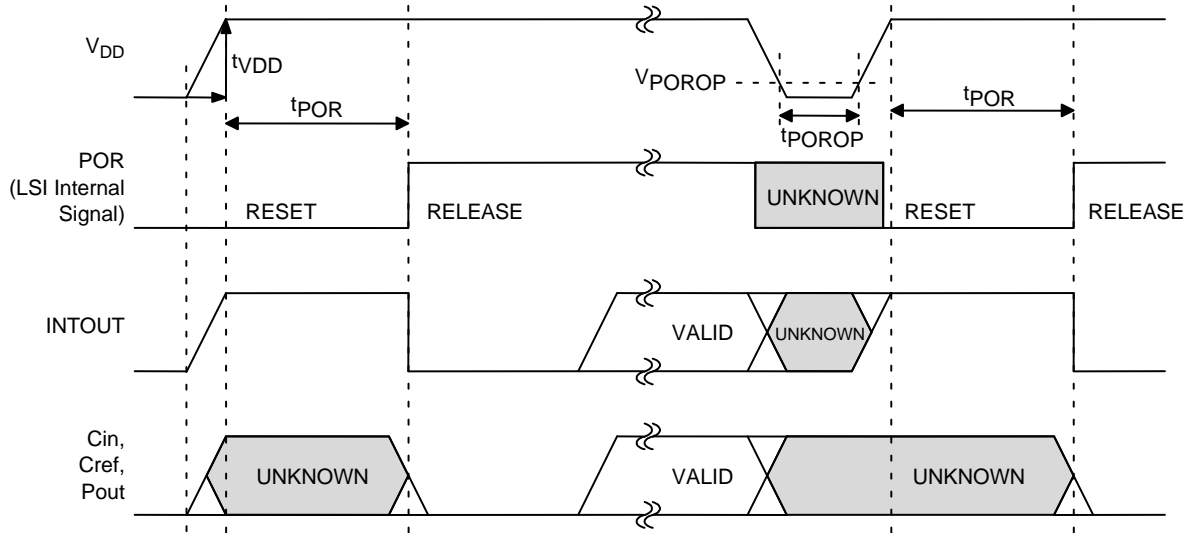 VDD
tVDD
VPOROP
tPOR
tPOR
tPOROP
POR
(LSI Internal
Signal)
RESET
RELEASE
UNKNOWN
RESET
RELEASE
INTOUT
VALID
UNKNOWN
Cin,
Cref,
Pout
UNKNOWN
VALID
UNKNOWN